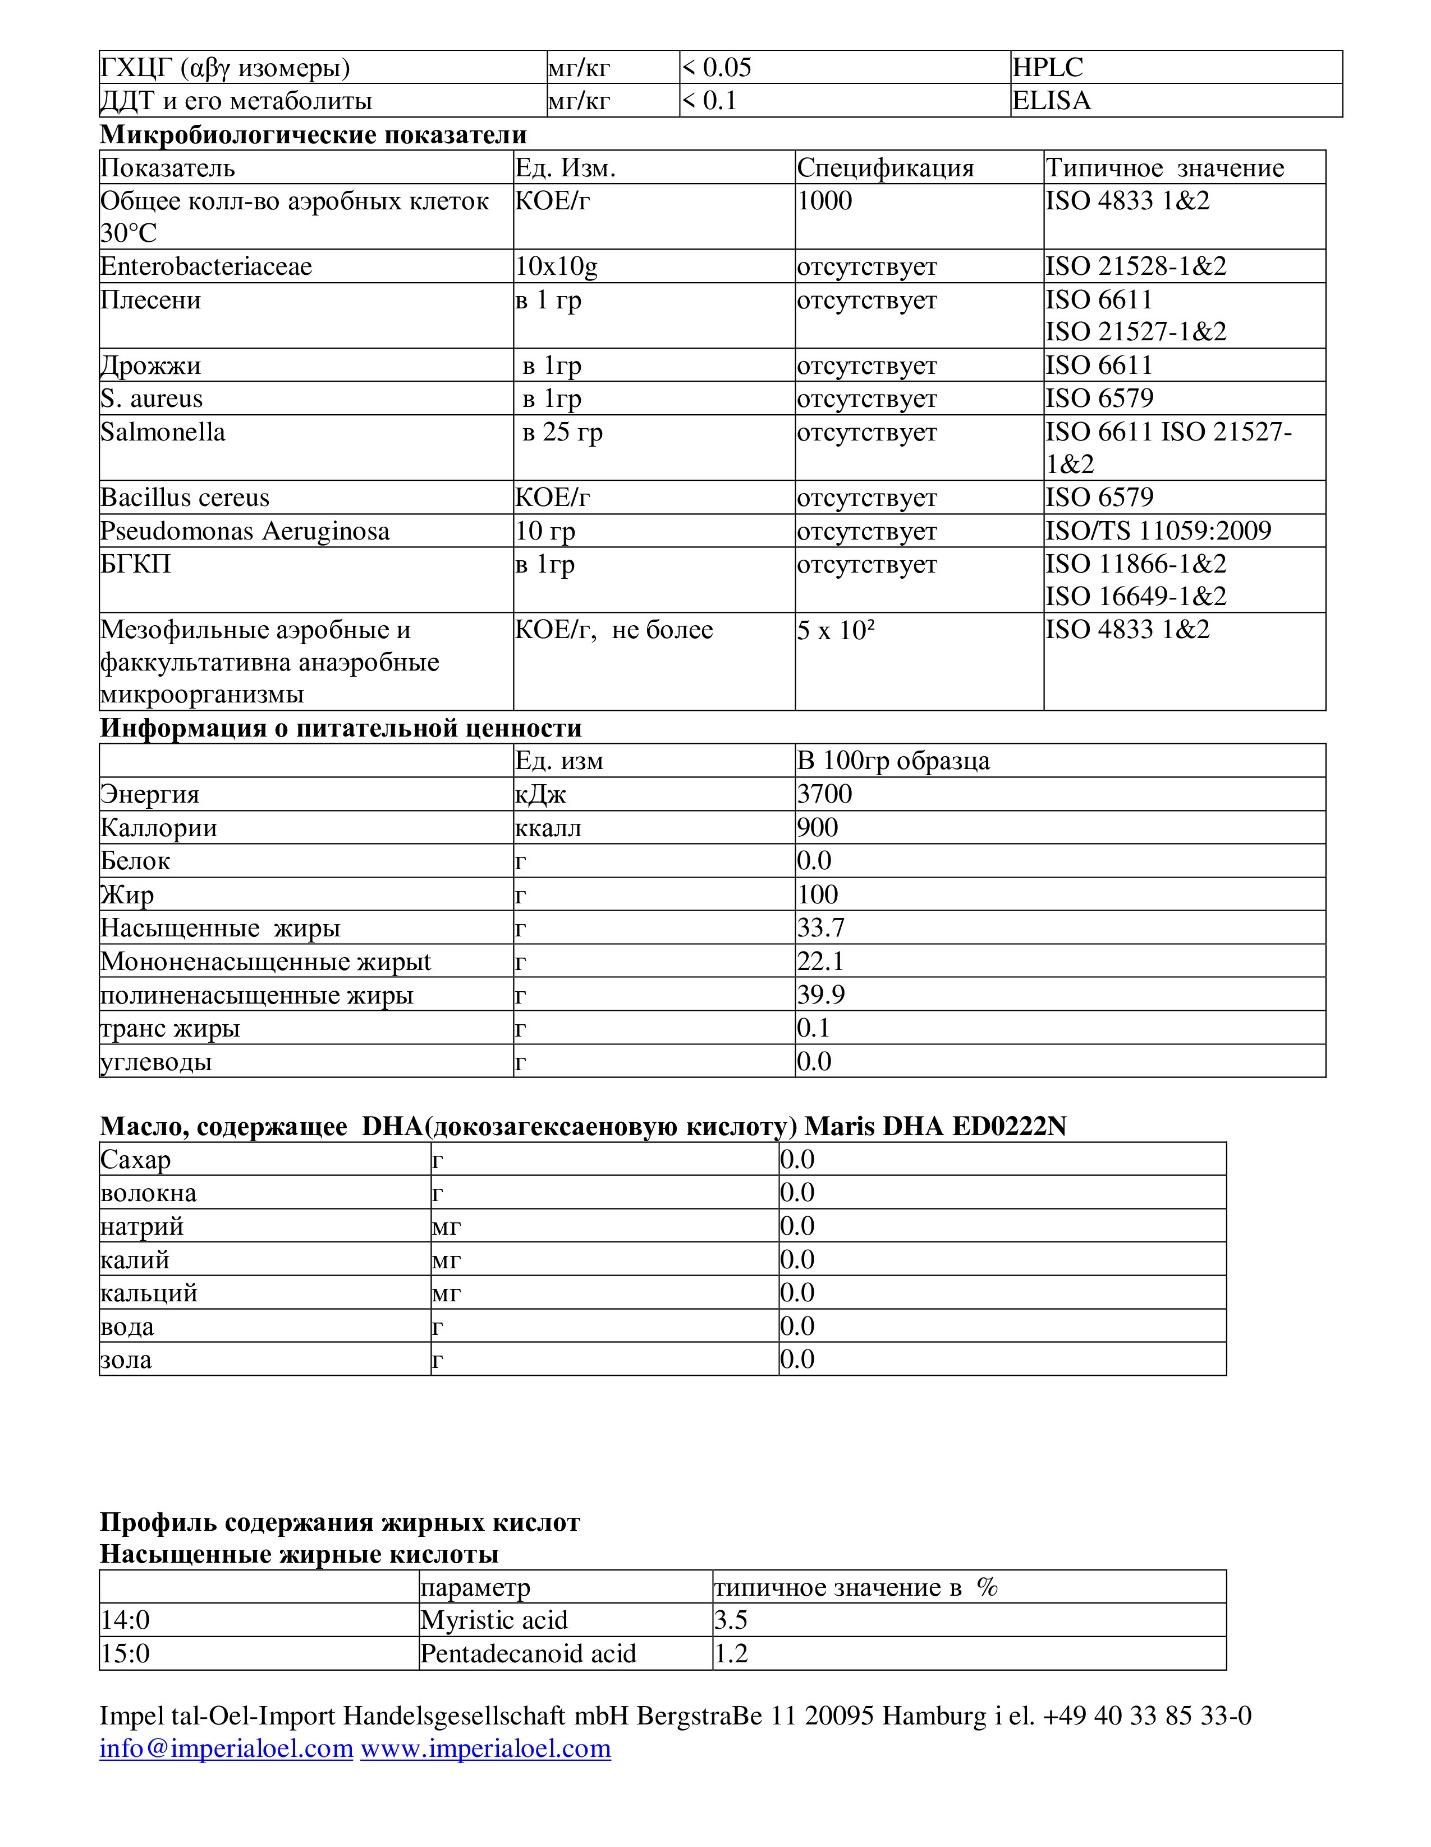 ГХЦГ (αβγ изомеры) мг/кг < 0.05 HPLC
ДДТ и его метаболиты мг/кг < 0.1 ELISA
Микробиологические показатели
Показатель Ед. Изм. Спецификация Типичное значение
Общее колл-во аэробных клеток КОЕ/г 1000 ISO 4833 1&2
30°C
Enterobacteriaceae 10x10g отсутствует ISO 21528-1&2
Плесени в 1 гр отсутствует ISO 6611
ISO 21527-1&2
Дрожжи в 1гр отсутствует ISO 6611
S. aureus в 1гр отсутствует ISO 6579
Salmonella в 25 гр отсутствует ISO 6611 ISO 21527-
1&2
Bacillus cereus КОЕ/г отсутствует ISO 6579
Pseudomonas Aeruginosa 10 гр отсутствует ISO/TS 11059:2009
БГКП в 1гр отсутствует ISO 11866-1&2
ISO 16649-1&2
Мезофильные аэробные и КОЕ/г, не более 5 x 10² ISO 4833 1&2
факкультативна анаэробные
микроорганизмы
Информация о питательной ценности
Ед. изм В 100гр образца
Энергия кДж 3700
Каллории ккалл 900
Белок г 0.0
Жир г 100
Насыщенные жиры г 33.7
Мононенасыщенные жирыt г 22.1
полиненасыщенные жиры г 39.9
транс жиры г 0.1
углеводы г 0.0
Масло, содержащее DHA(докозагексаеновую кислоту) Maris DHA ED0222N
Сахар г 0.0
волокна г 0.0
натрий мг 0.0
калий мг 0.0
кальций мг 0.0
вода г 0.0
зола г 0.0
Профиль содержания жирных кислот
Насыщенные жирные кислоты
параметр типичное значение в %
14:0 Myristic acid 3.5
15:0 Pentadecanoid acid 1.2
Impel tal-Oel-Import Handelsgesellschaft mbH BergstraBe 11 20095 Hamburg i el. +49 40 33 85 33-0
info@imperialoel.com www.imperialoel.com